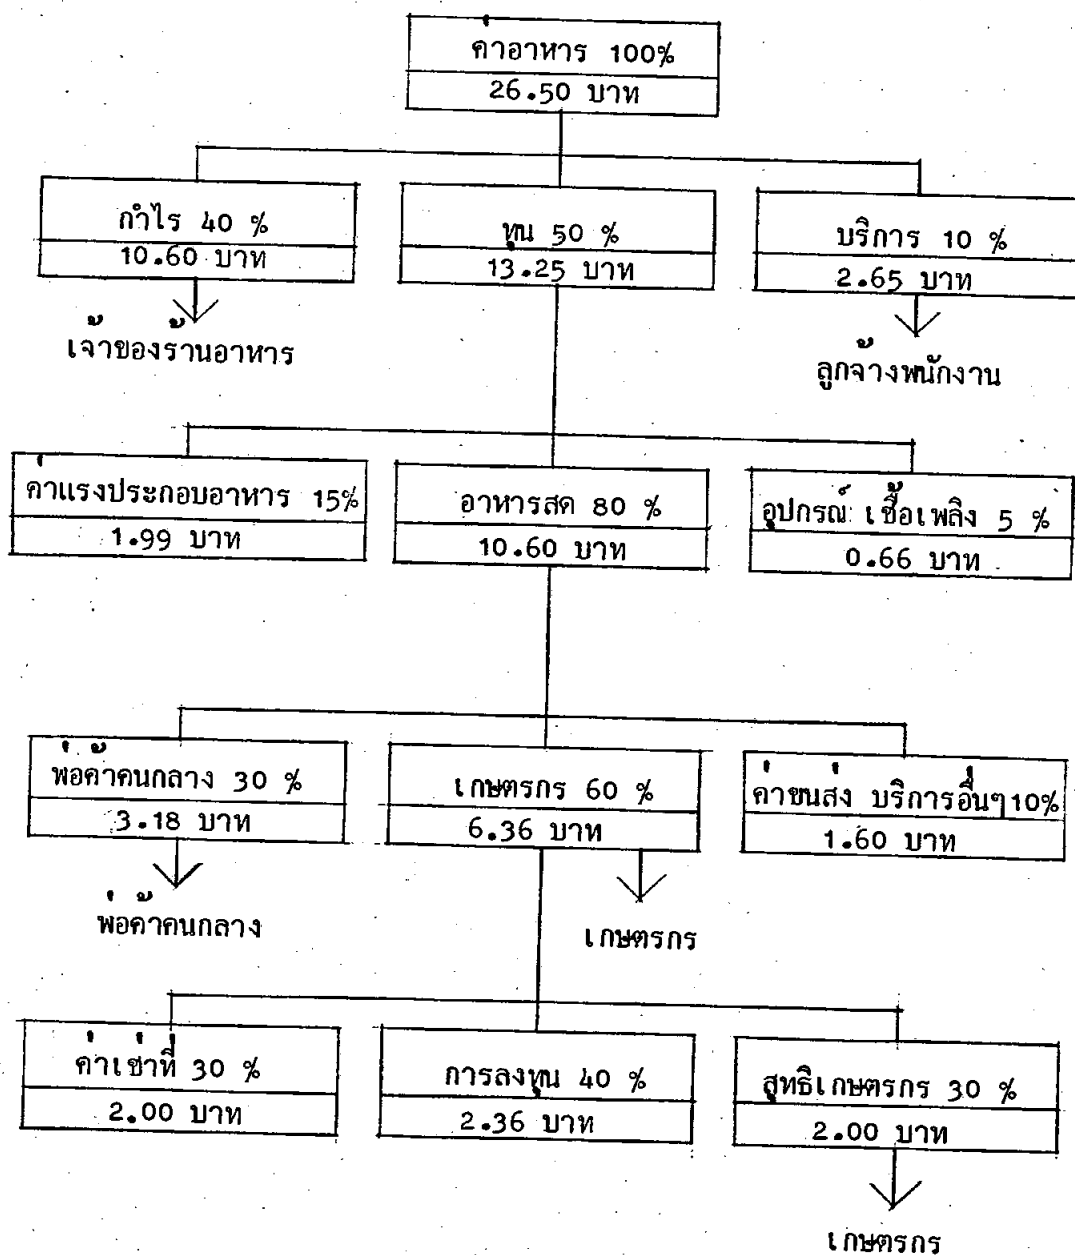 ค่าอาหาร 100%
26.50 บาท
กำไร 40 %
10.60 บาท
ทุน 50 %
13.25 บาท
บริการ 10 %
2.65 บาท
เจ้าของร้านอาหาร
ลูกจ้างพนักงาน
ค่าแรงประกอบอาหาร 15%
1.99 บาท
อาหารสด 80 %
10.60 บาท
อุปกรณ์ เชื้อเพลิง 5 %
0.66 บาท
พ่อค้าคนกลาง 30 %
3.18 บาท
เกษตรกร 60 %
6.36 บาท
ค่าขนส่ง บริการอื่นๆ 10%
1.60 บาท
พ่อค้าคนกลาง
เกษตรกร
ค่าเช่าที่ 30 %
2.00 บาท
การลงทุน 40 %
2.36 บาท
สุทธิเกษตรกร 30 %
2.00 บาท
เกษตรกร